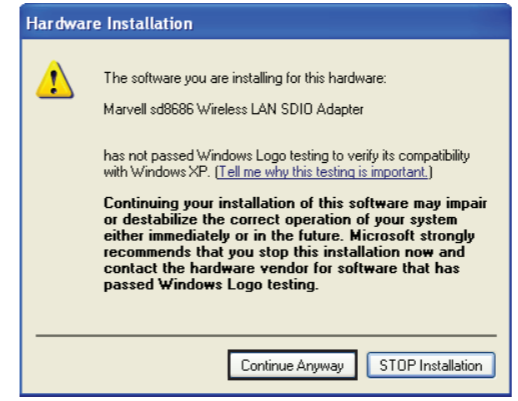 Hardware Installation
The software you are installing for this hardware:
Marvell sd8686 Wireless LAN SDIO Adapter
has not passed Windows Logo testing to verify its compatibility
with Windows XP. (Tell me why this testing is important.)
Continuing your installation of this software may impair
or destabilize the correct operation of your system
either immediately or in the future. Microsoft strongly
recommends that you stop this installation now and
contact the hardware vendor for software that has
passed Windows Logo testing.
Continue Anyway STOP Installation